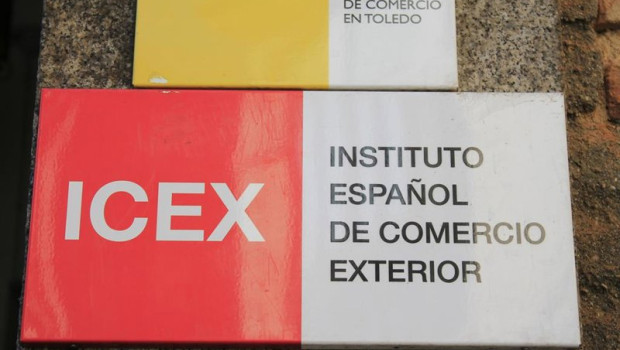 DE COMERCIO
EN TOLEDO
ICEX
INSTITUTO
ESPAÑOL
DE COMERCIO
EXTERIOR